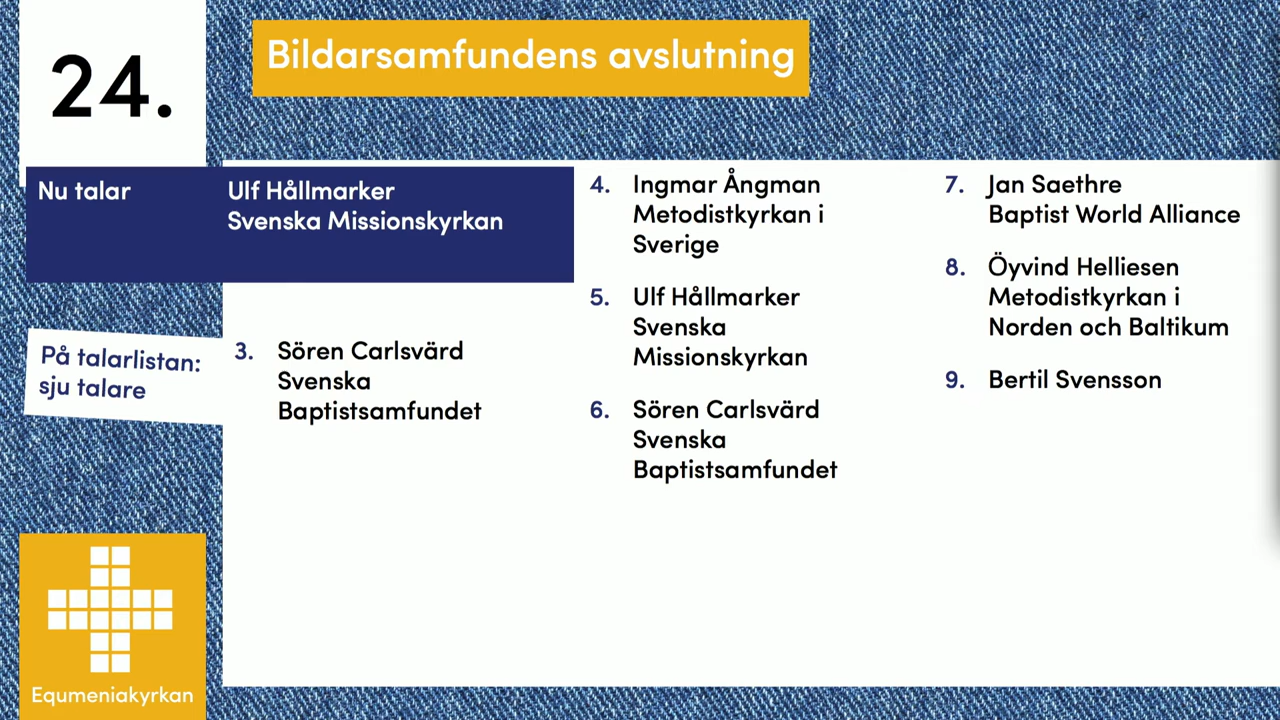 24.
Bildarsamfundens avslutning
Nu talar
Ulf Hållmarker
Svenska Missionskyrkan
På talarlistan:
sju talare
3. Sören Carlsvärd
Svenska
Baptistsamfundet
4. Ingmar Ångman
Metodistkyrkan i
Sverige
5. Ulf Hållmarker
Svenska
Missionskyrkan
6. Sören Carlsvärd
Svenska
Baptistsamfundet
7. Jan Saethre
Baptist World Alliance
8. Öyvind Helliesen
Metodistkyrkan i
Norden och Baltikum
9. Bertil Svensson
Equmeniakyrkan